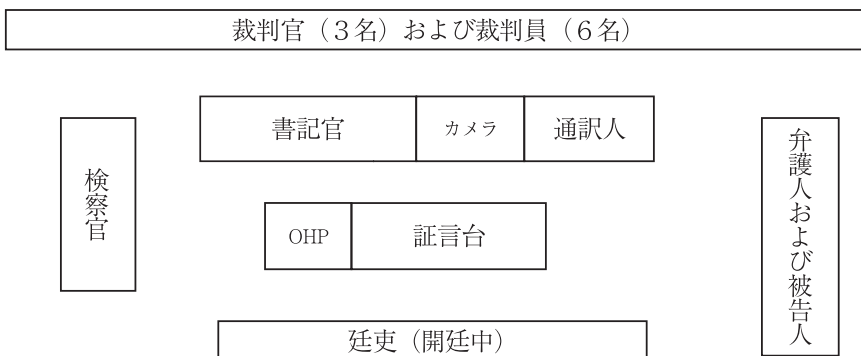 裁判官（３名）および裁判員（６名）
書記官
カメラ
通訳人
検察官
弁護人および被告人
OHP
証言台
廷吏（開廷中）